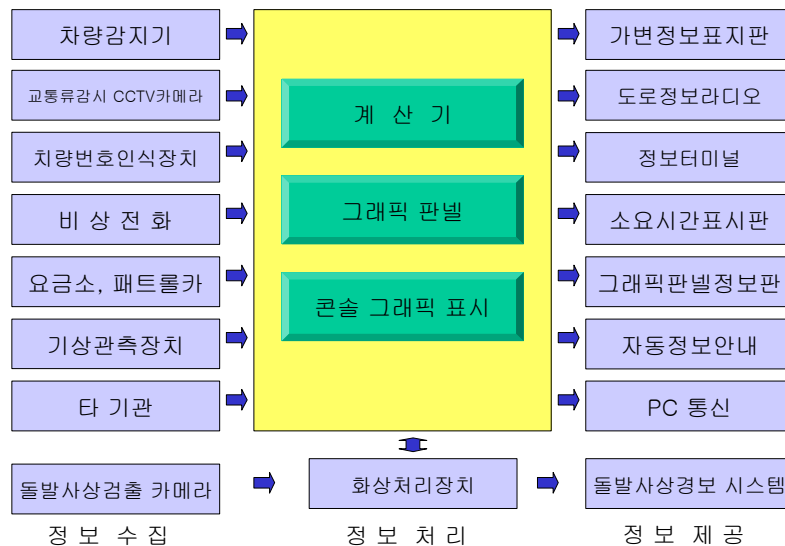 차량감지기
교통류감시 CCTV카메라
치량번호인식장치
비 상 전 화
요금소, 패트롤카
기상관측장치
타 기관
돌발사상검출 카메라
정 보 수 집
계 산 기
그래픽 판넬
콘솔 그래픽 표시
화상처리장치
정 보 처 리
가변정보표지판
도로정보라디오
정보터미널
소요시간표시판
그래픽판넬정보판
자동정보안내
PC 통신
돌발사상경보 시스템
정 보 제 공